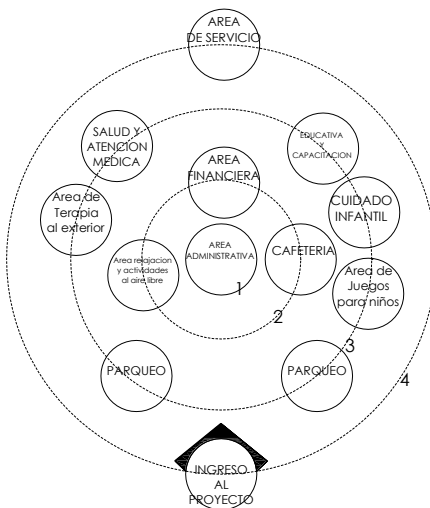 AREA
DE SERVICIO
SALUD Y
ATENCION
MEDICA
EDUCATIVA
Y
CAPACITACION
AREA
FINANCIERA
Area de
Terapia
al exterior
CUIDADO
INFANTIL
Area relajacion
y actividades
al aire libre
AREA
ADMINISTRATIVA
CAFETERIA
Area de
Juegos
para niños
1
2
3
4
PARQUEO
PARQUEO
INGRESO
AL
PROYECTO